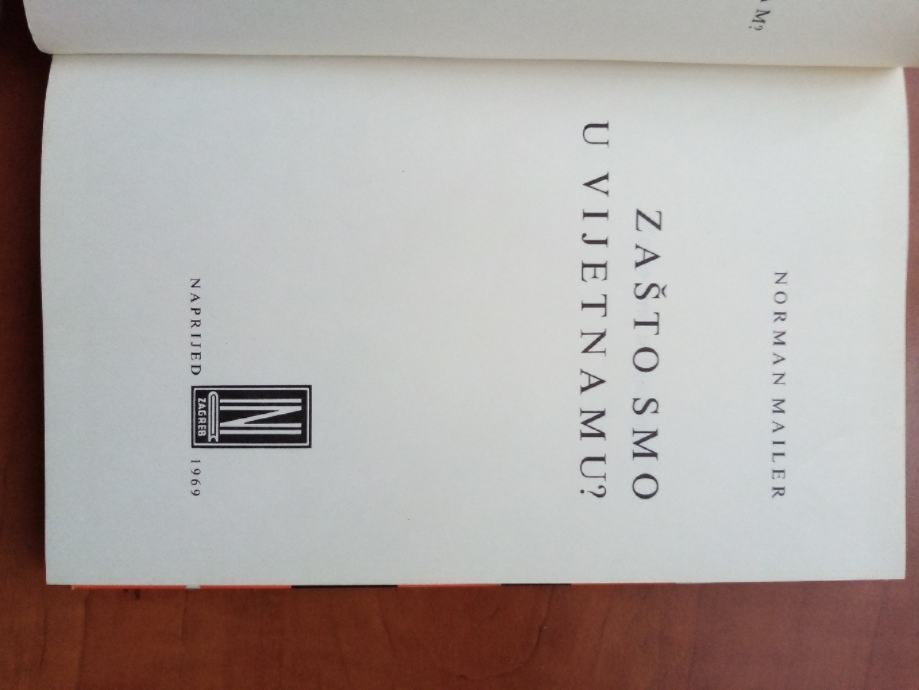 NORMAN MAILER
ZAŠTO SMO
U VIJETNAMU?
NAPRIJED
N
ZAGREB
1969